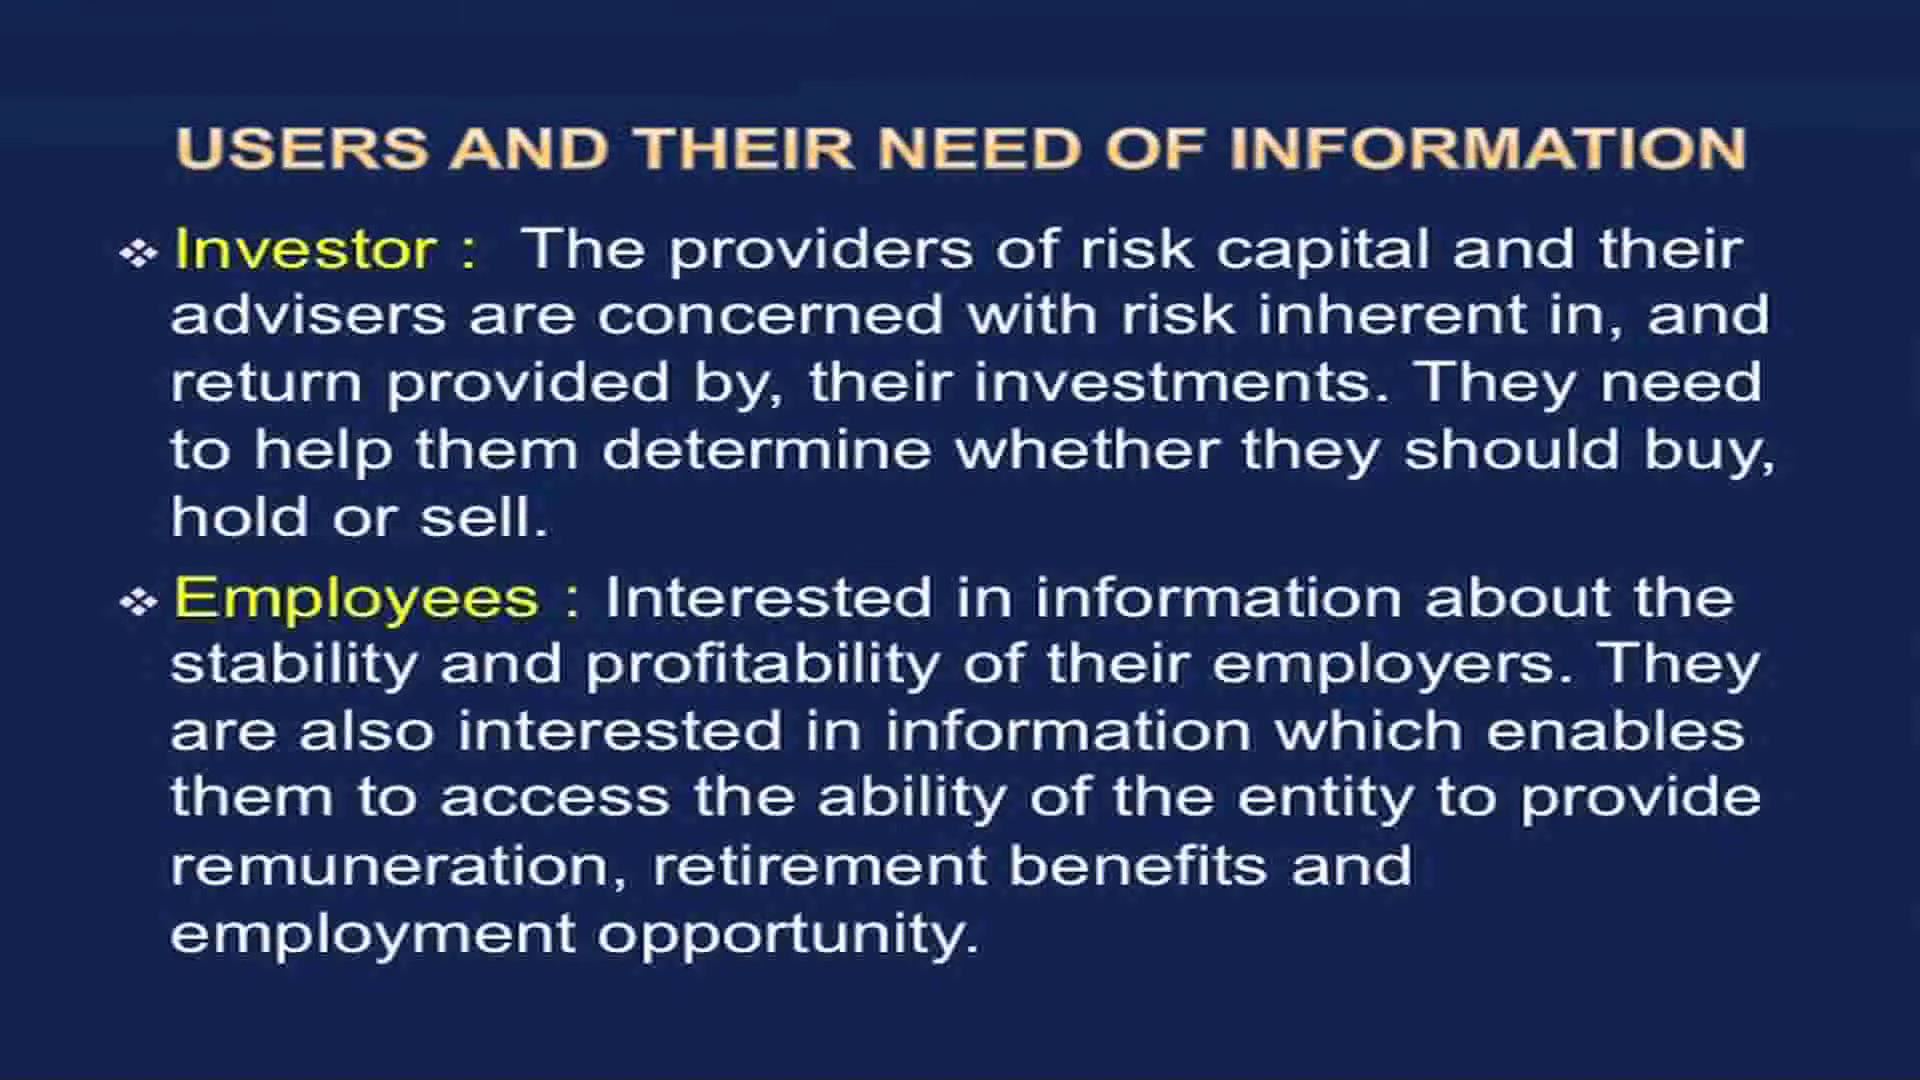 USERS AND THEIR NEED OF INFORMATION
❖ Investor : The providers of risk capital and their
advisers are concerned with risk inherent in, and
return provided by, their investments. They need
to help them determine whether they should buy,
hold or sell.
❖ Employees : Interested in information about the
stability and profitability of their employers. They
are also interested in information which enables
them to access the ability of the entity to provide
remuneration, retirement benefits and
employment opportunity.